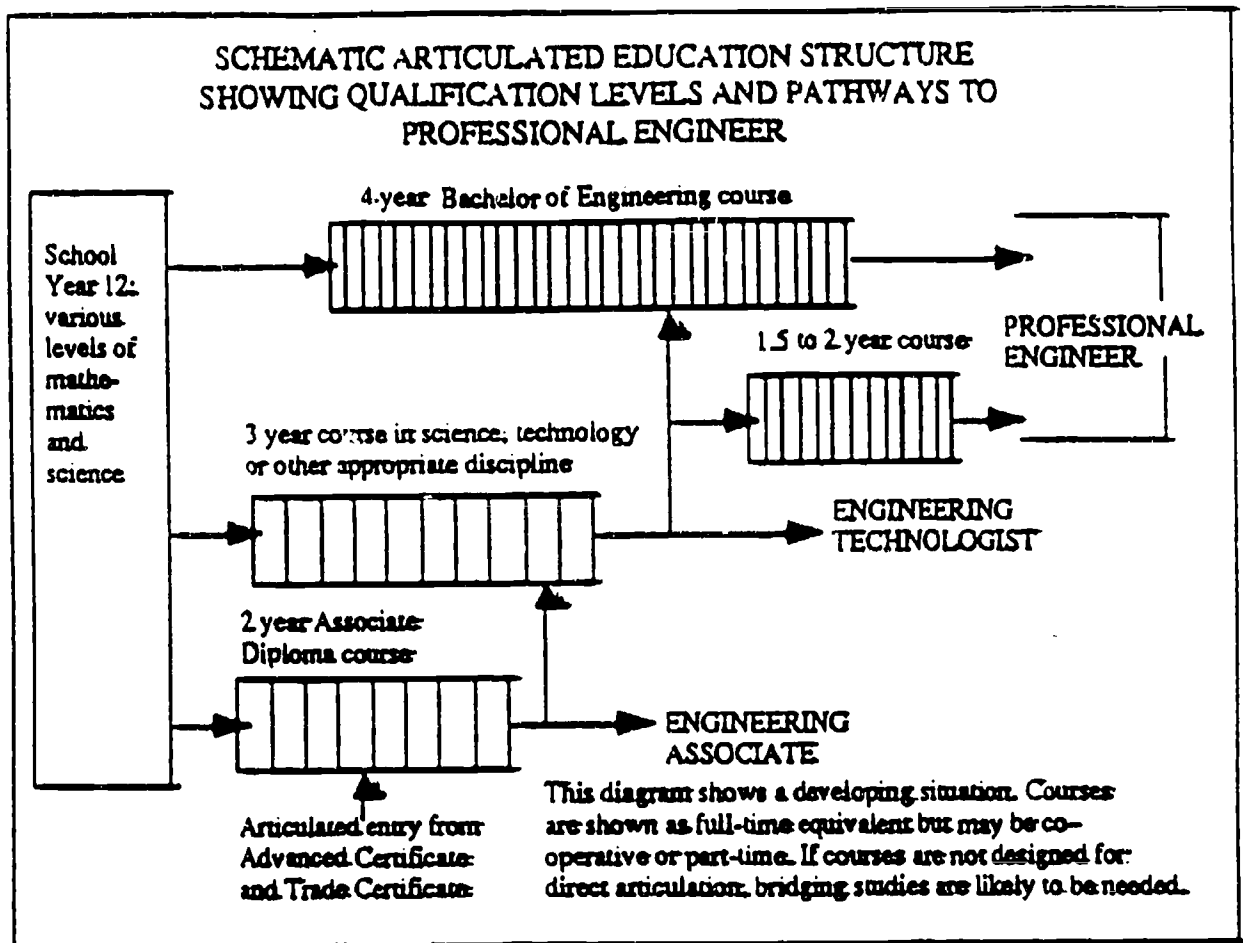 SCHEMATIC ARTICULATED EDUCATION STRUCTURE
SHOWING QUALIFICATION LEVELS AND PATHWAYS TO
PROFESSIONAL ENGINEER
4-year Bachelor of Engineering course
School
Year 12:
various
levels of
mathe-
matics
and
science
1.5 to 2 year course
PROFESSIONAL
ENGINEER
3 year course in science, technology
or other appropriate discipline
ENGINEERING
TECHNOLOGIST
2 year Associate
Diploma course
ENGINEERING
ASSOCIATE
Articulated entry from
Advanced Certificate
and Trade Certificate
This diagram shows a developing situation. Courses
are shown as full-time equivalent but may be co-
operative or part-time. If courses are not designed for
direct articulation, bridging studies are likely to be needed.